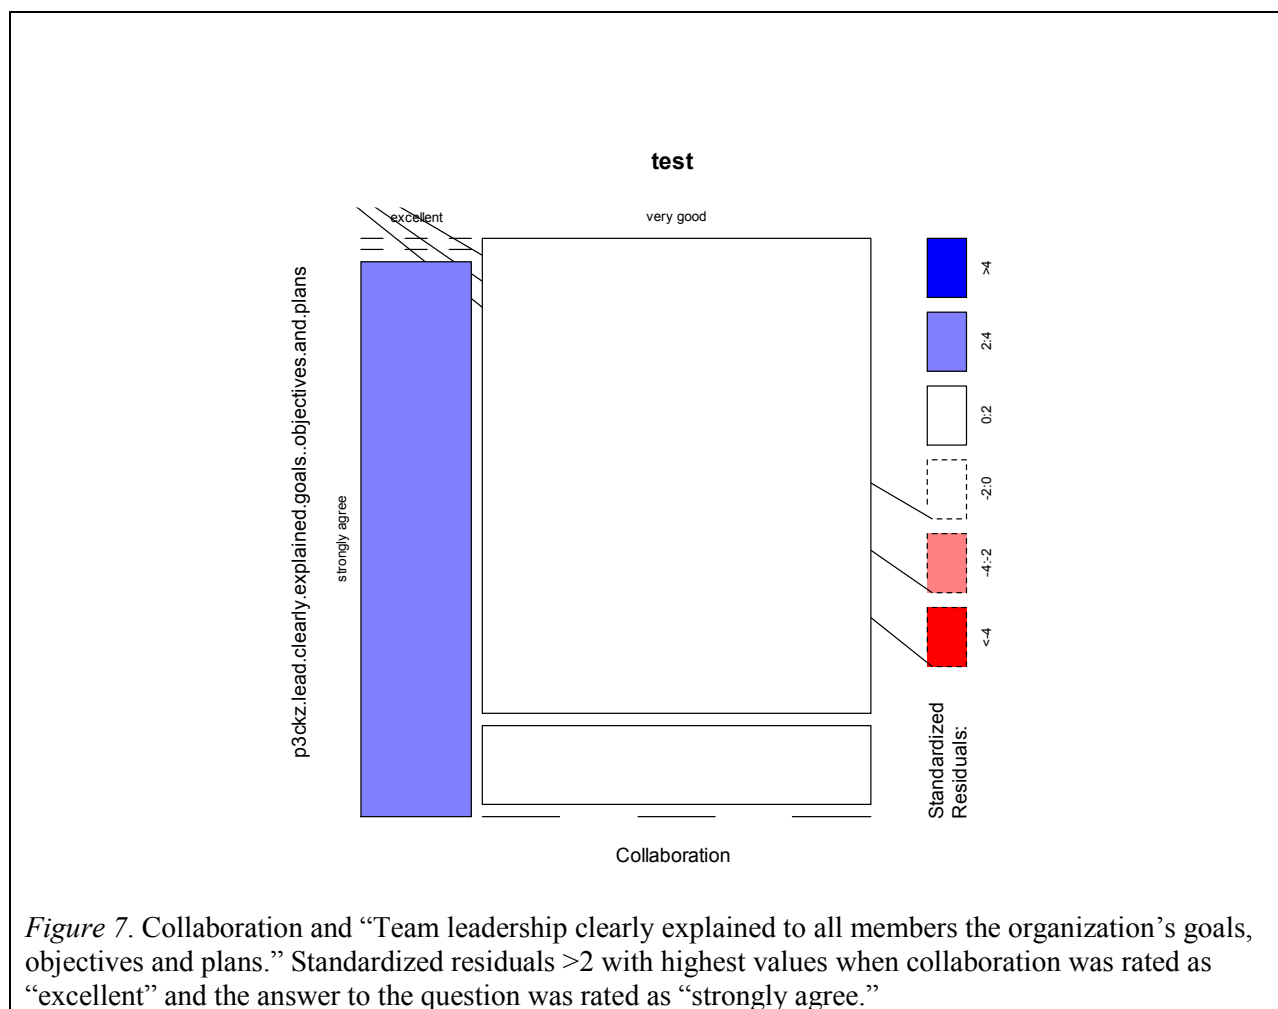 test
excellent
very good
p3ckz.lead.clearly.explained.goals..objectives.and.plans
strongly agree
>4
2:4
0:2
-2:0
-4:-2
<-4
Standardized
Residuals:
Collaboration
Figure 7. Collaboration and “Team leadership clearly explained to all members the organization’s goals,
objectives and plans.” Standardized residuals >2 with highest values when collaboration was rated as
“excellent” and the answer to the question was rated as “strongly agree.”